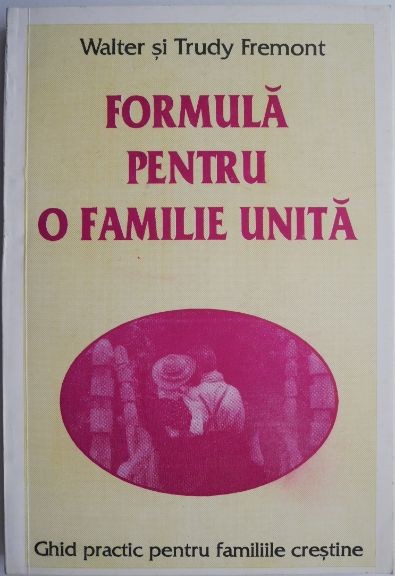 Walter și Trudy Fremont
FORMULĂ
PENTRU
O FAMILIE UNITĂ
Ghid practic pentru familiile creștine